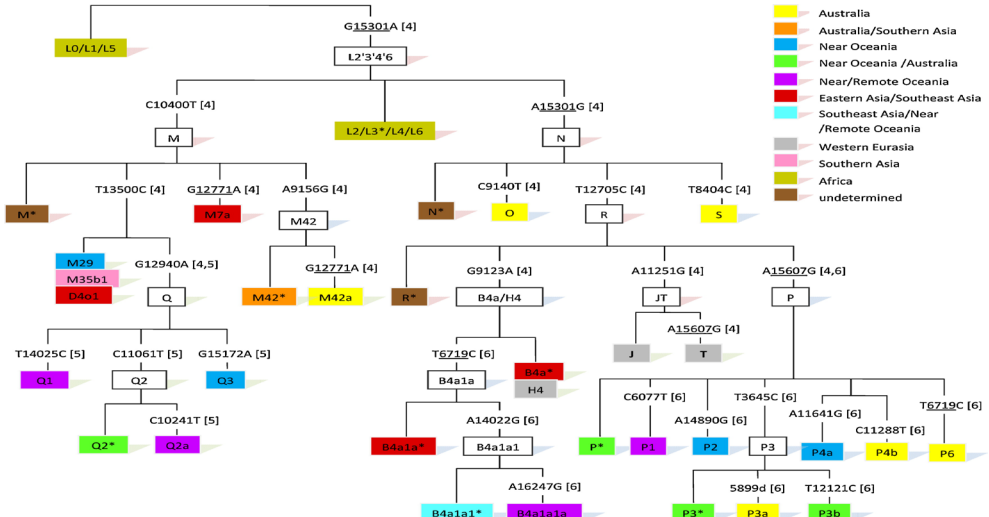 G15301A [4]
L0/L1/L5
L2'3'4'6
C10400T [4]
A15301G [4]
M
L2/L3*/L4/L6
N
T13500C [4]
G12771A [4]
A9156G [4]
C9140T [4]
T12705C [4]
T8404C [4]
M*
M7a
M42
N*
O
R
S
M29
M35b1
D4o1
G12940A [4,5]
G12771A [4]
G9123A [4]
A11251G [4]
A15607G [4,6]
Q
M42*
M42a
R*
B4a/H4
JT
P
T14025C [5]
C11061T [5]
G15172A [5]
T6719C [6]
A15607G [4]
Q1
Q2
Q3
B4a1a
B4a*
H4
J
T
C10241T [5]
A14022G [6]
C6077T [6]
A14890G [6]
T3645C [6]
A11641G [6]
C11288T [6]
T6719C [6]
Q2*
Q2a
B4a1a*
B4a1a1
P*
P1
P2
P3
P4a
P4b
P6
A16247G [6]
5899d [6]
T12121C [6]
B4a1a1*
B4a1a1a
P3*
P3a
P3b
Australia
Australia/Southern Asia
Near Oceania
Near Oceania /Australia
Near/Remote Oceania
Eastern Asia/Southeast Asia
Southeast Asia/Near
/Remote Oceania
Western Eurasia
Southern Asia
Africa
undetermined